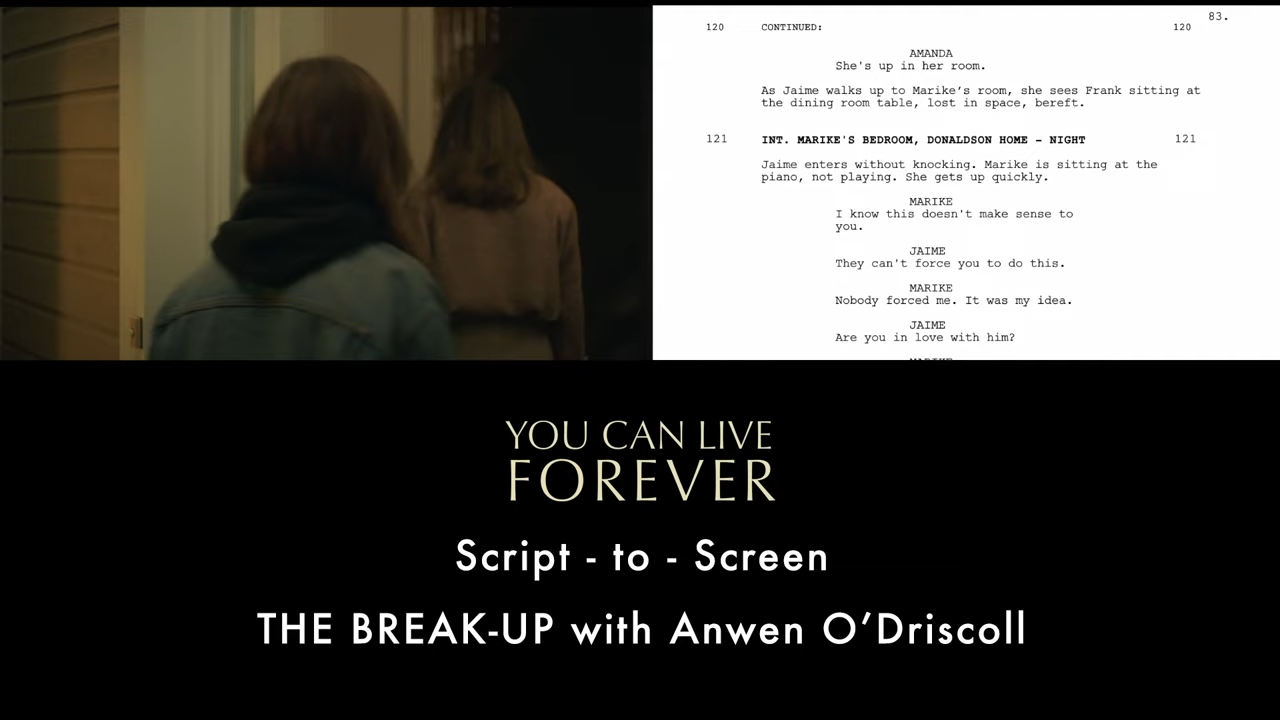 83.
120 CONTINUED: 120
AMANDA
She's up in her room.
As Jaime walks up to Marike’s room, she sees Frank sitting at
the dining room table, lost in space, bereft.
121 INT. MARIKE'S BEDROOM, DONALDSON HOME - NIGHT 121
Jaime enters without knocking. Marike is sitting at the
piano, not playing. She gets up quickly.
MARIKE
I know this doesn't make sense to
you.
JAIME
They can't force you to do this.
MARIKE
Nobody forced me. It was my idea.
JAIME
Are you in love with him?
YOU CAN LIVE
FOREVER
Script - to - Screen
THE BREAK-UP with Anwen O’Driscoll